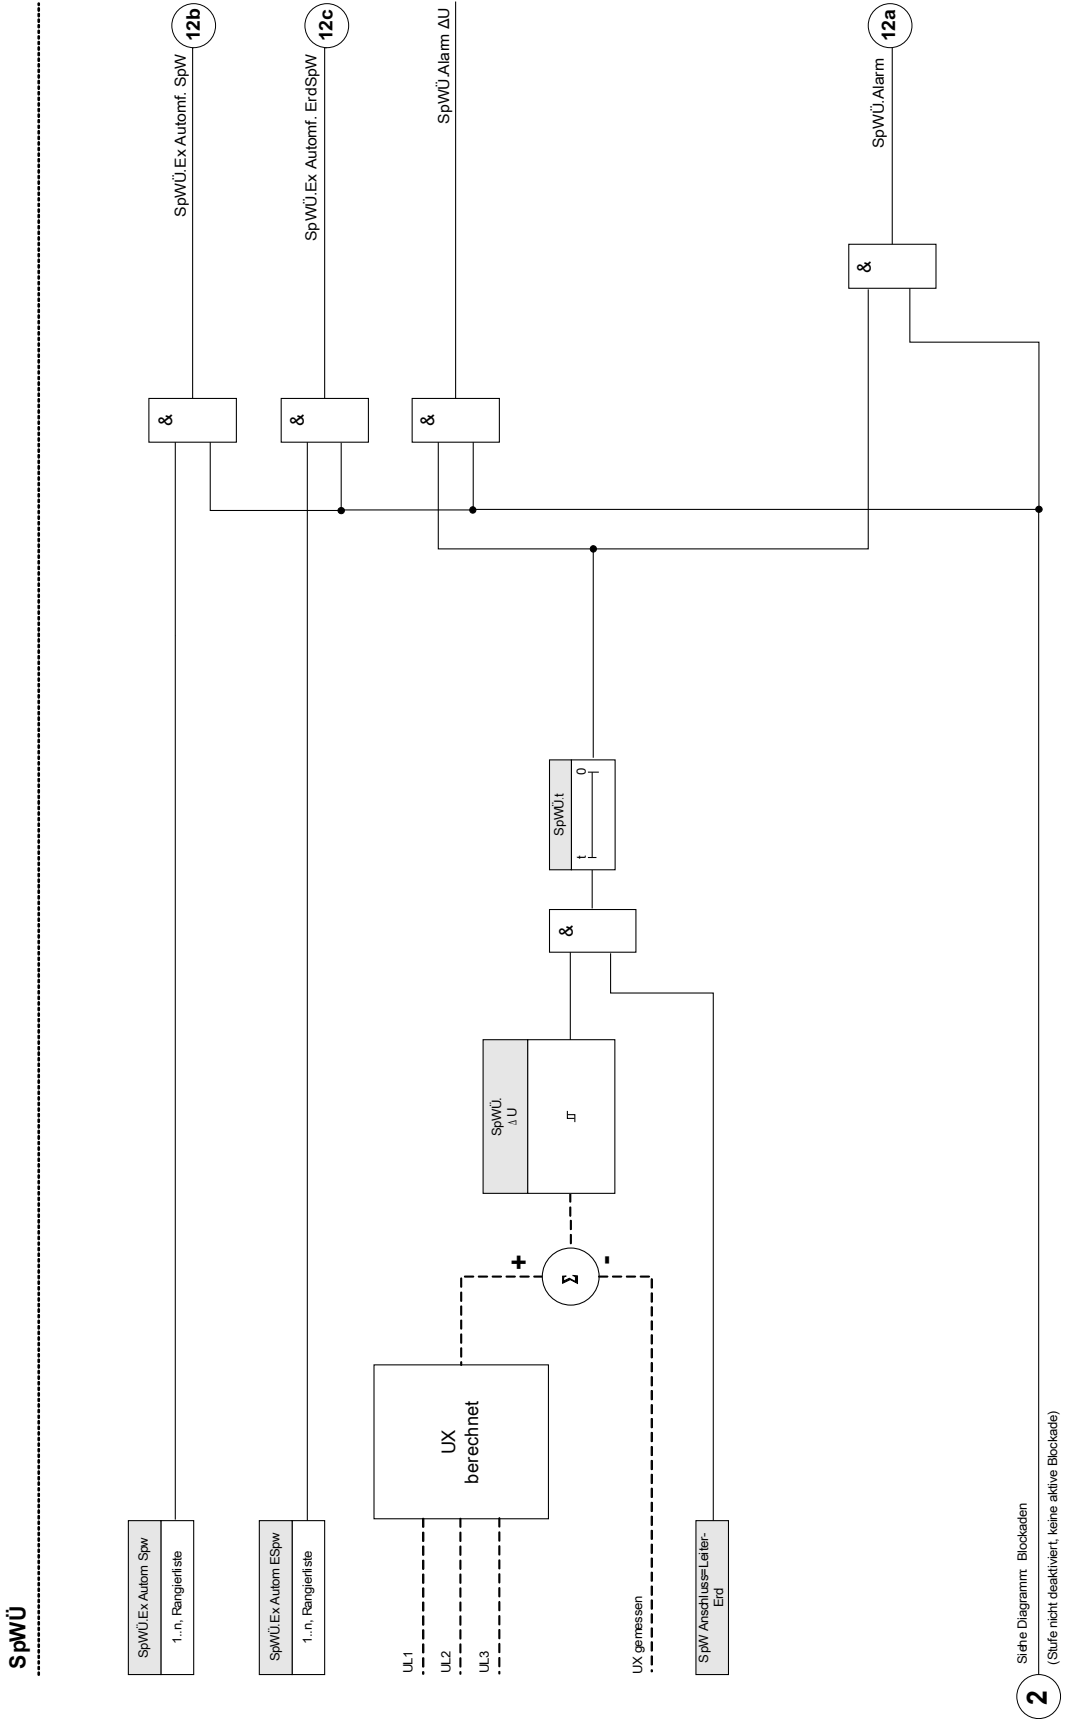 SpWÜ
SpWÜ.Ex Autom Spw
1..n, Rangierliste
&
SpWÜ.Ex Automf. SpW
12b
SpWÜ.Ex Autom ESpw
1..n, Rangierliste
&
SpWÜ.Ex Automf. ErdSpW
12c
UL1
UL2
UL3
UX
berechnet
+
Σ
-
SpWÜ.
Δ U
&
SpWÜ.t
t
0
&
SpWÜ Alarm ΔU
UX gemessen
SpW Anschluss=Leiter-
Erd
&
SpWÜ.Alarm
12a
2
Siehe Diagramm: Blockaden
(Stufe nicht deaktiviert, keine aktive Blockade)